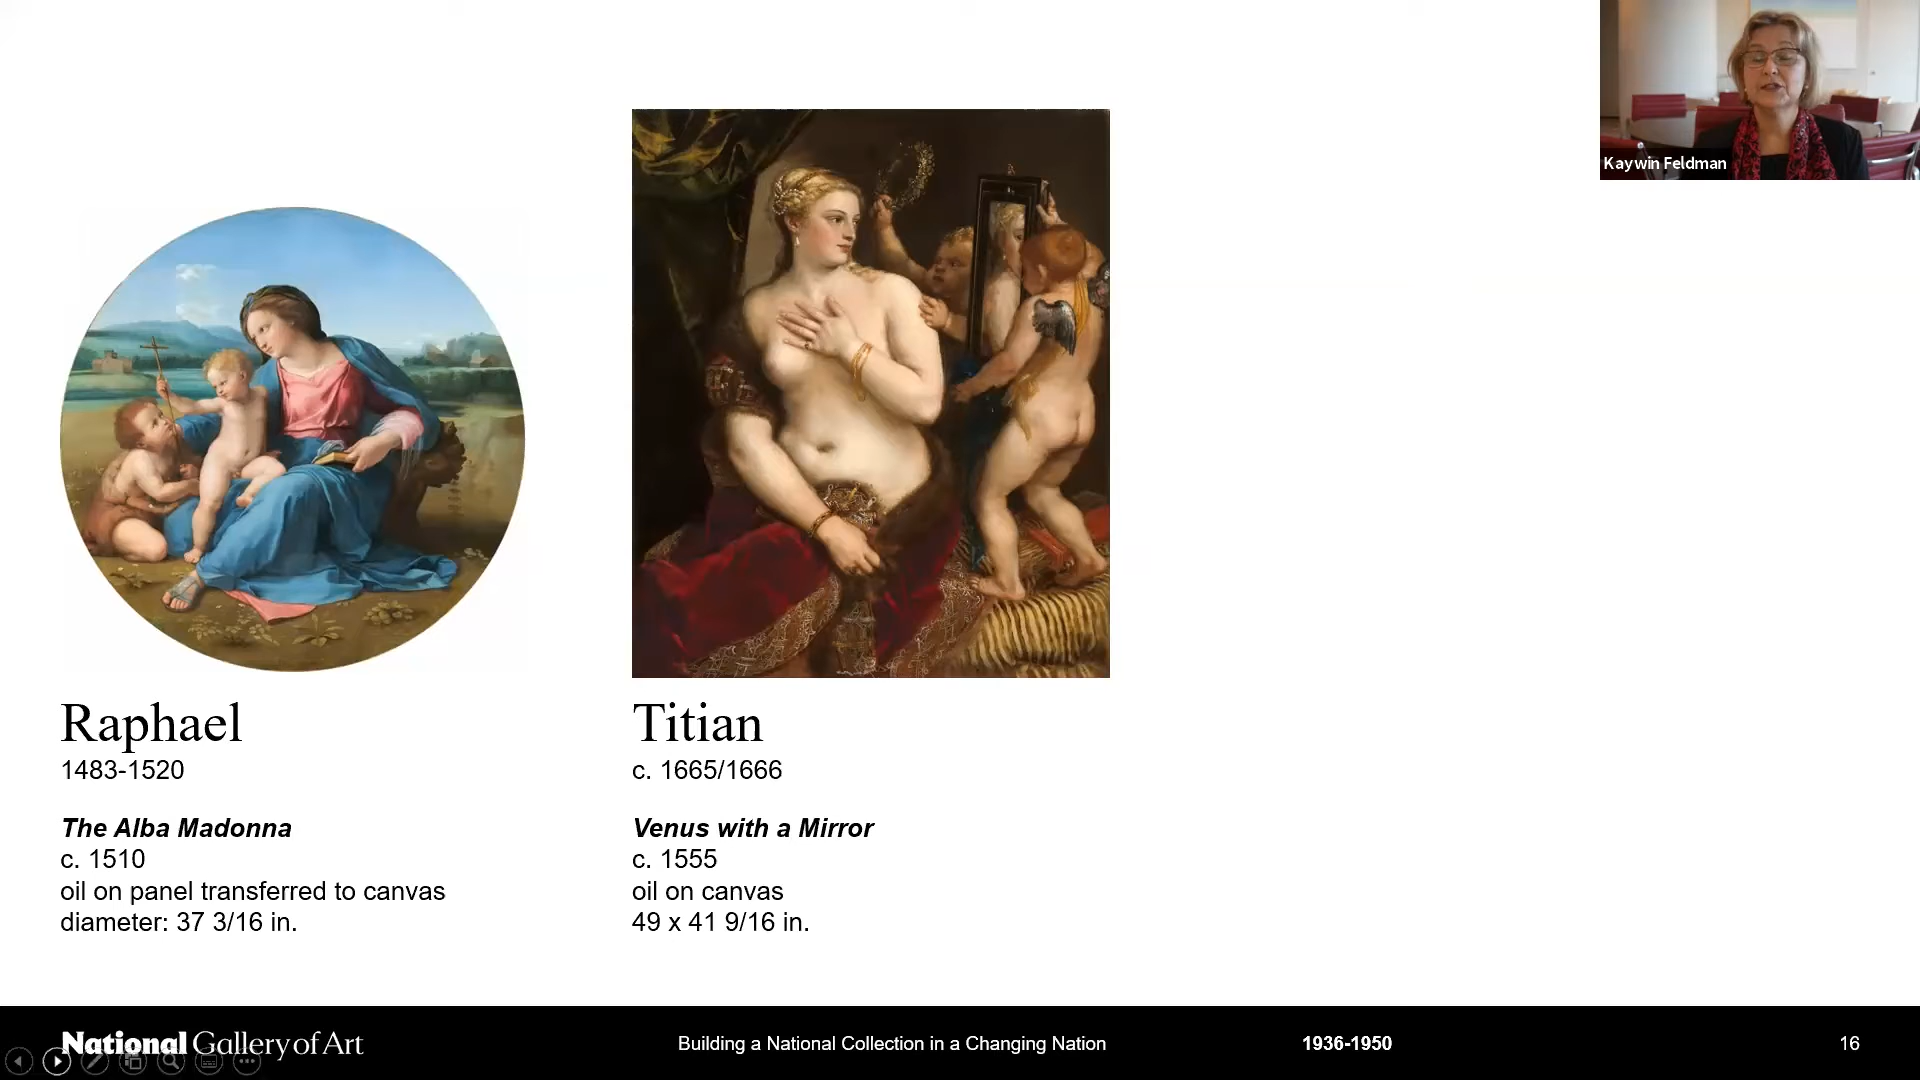 Kaywin Feldman
Raphael
1483-1520
The Alba Madonna
c. 1510
oil on panel transferred to canvas
diameter: 37 3/16 in.
Titian
c. 1665/1666
Venus with a Mirror
c. 1555
oil on canvas
49 x 41 9/16 in.
National Gallery of Art
Building a National Collection in a Changing Nation
1936-1950
16